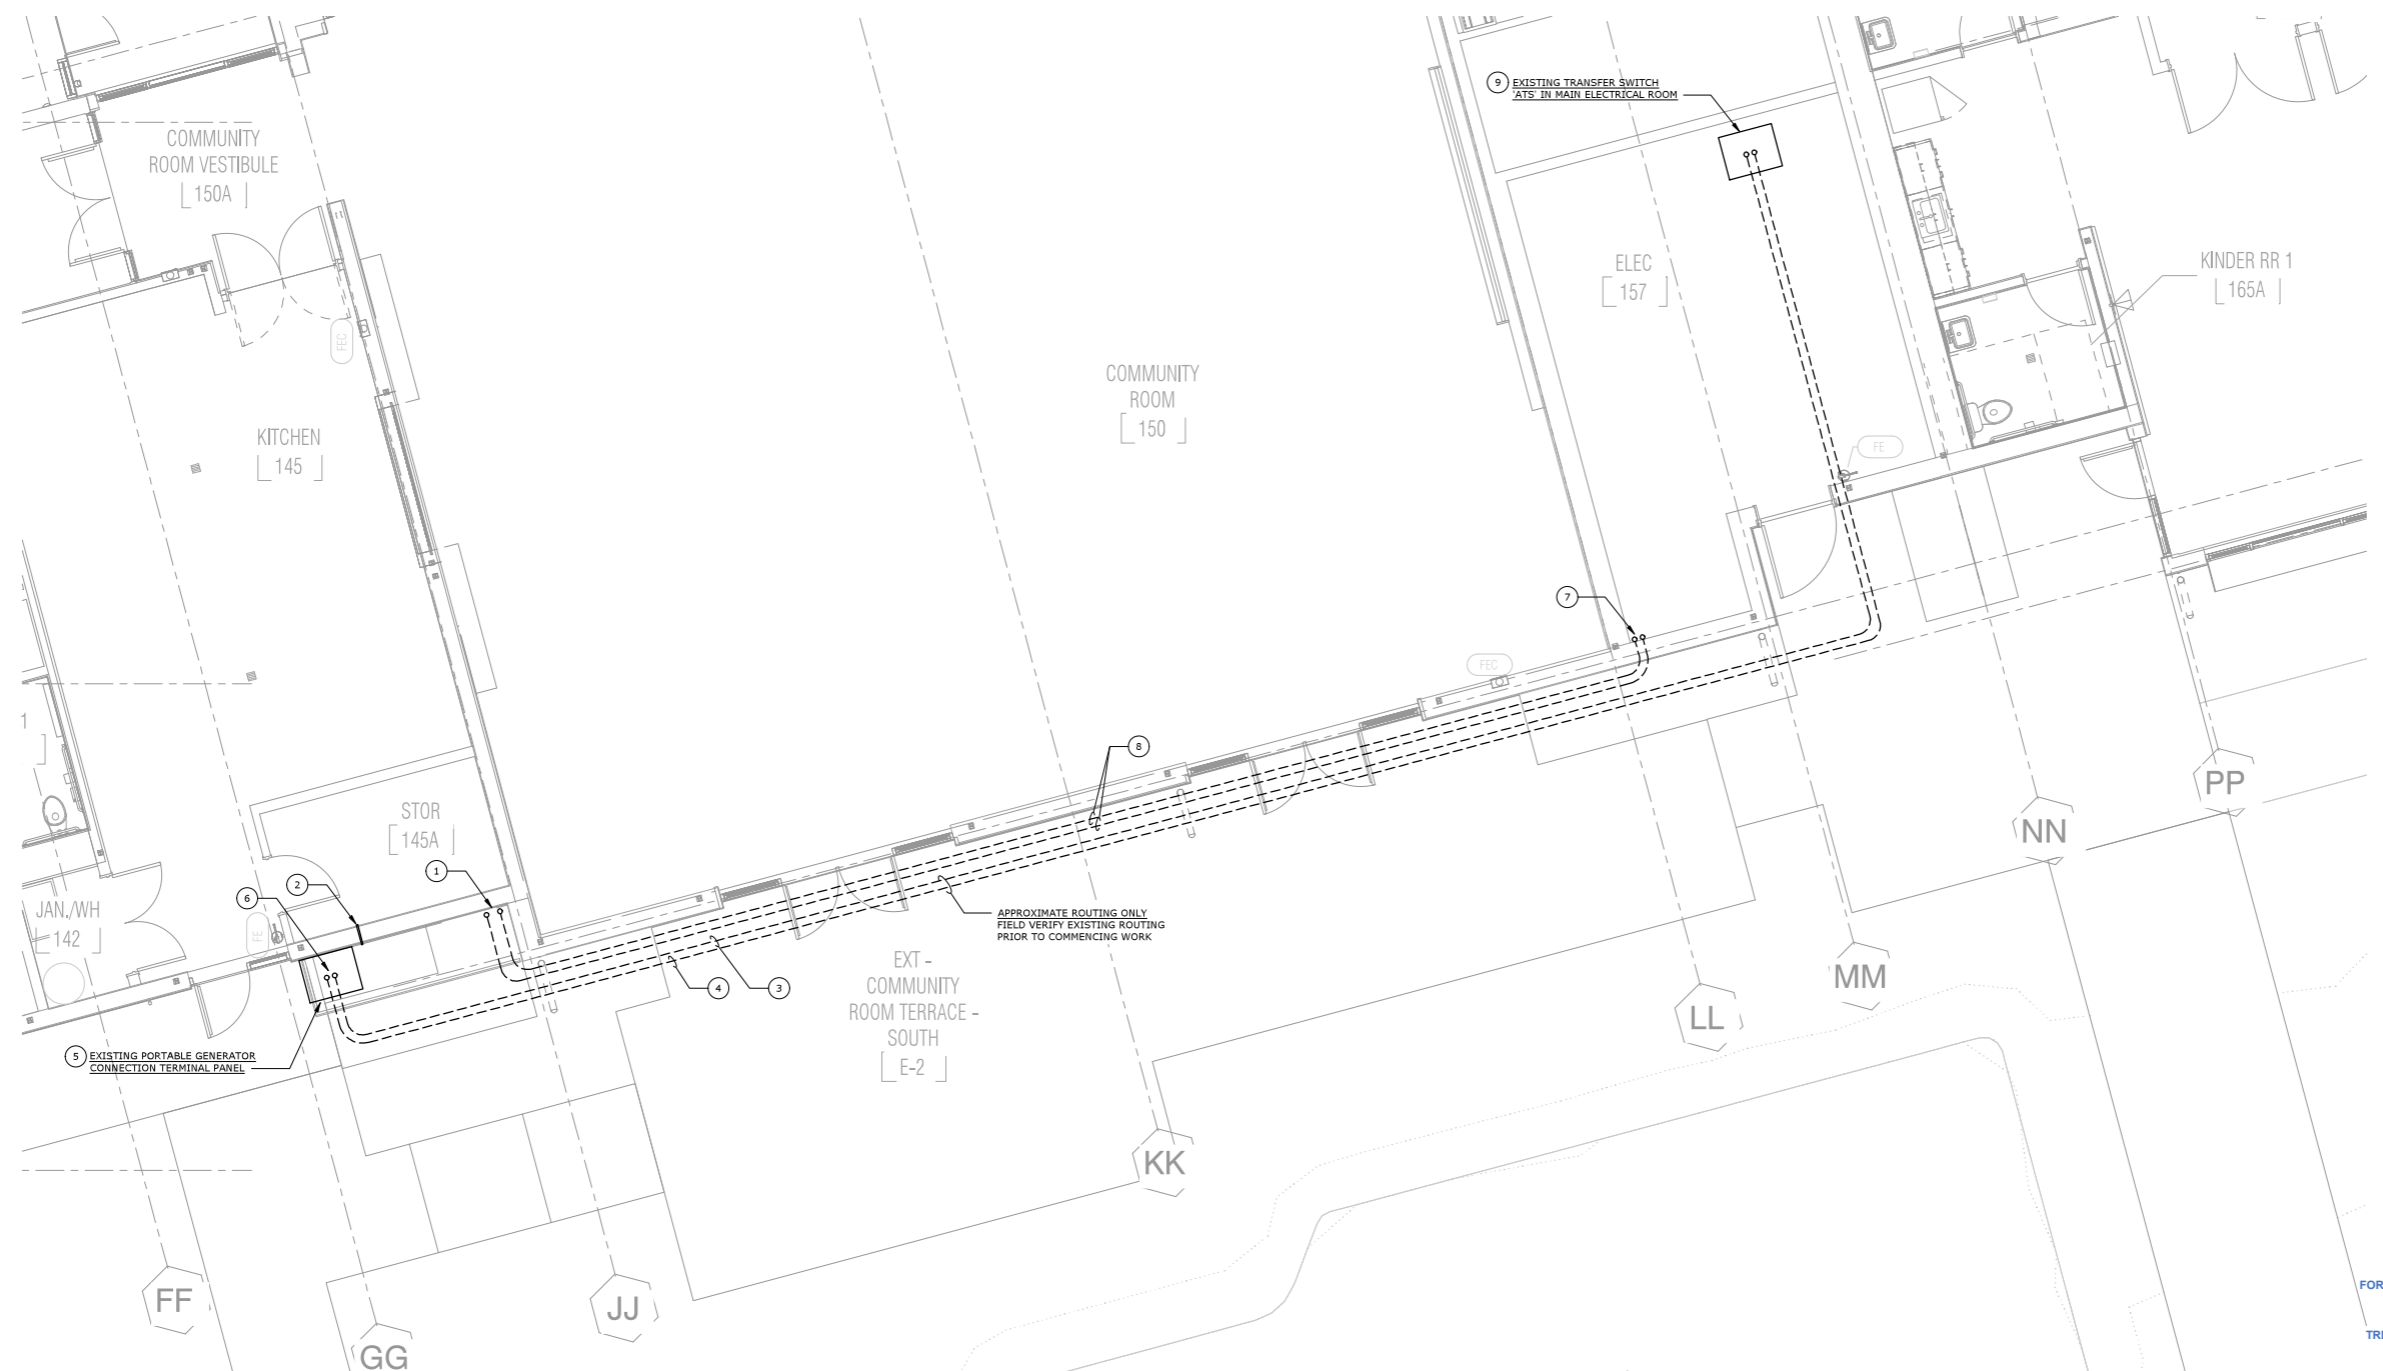 9 EXISTING TRANSFER SWITCH
'ATS' IN MAIN ELECTRICAL ROOM
COMMUNITY
ROOM VESTIBULE
150A
ELEC
157
KINDER RR 1
165A
FEC
COMMUNITY
ROOM
150
KITCHEN
145
FE
7
FEC
1
8
STOR
145A
1
2
6
JAN./WH
142
FE
APPROXIMATE ROUTING ONLY
FIELD VERIFY EXISTING ROUTING
PRIOR TO COMMENCING WORK
4
3
EXT -
COMMUNITY
ROOM TERRACE -
SOUTH
E-2
5 EXISTING PORTABLE GENERATOR
CONNECTION TERMINAL PANEL
PP
NN
MM
LL
KK
JJ
FF
GG
FOR